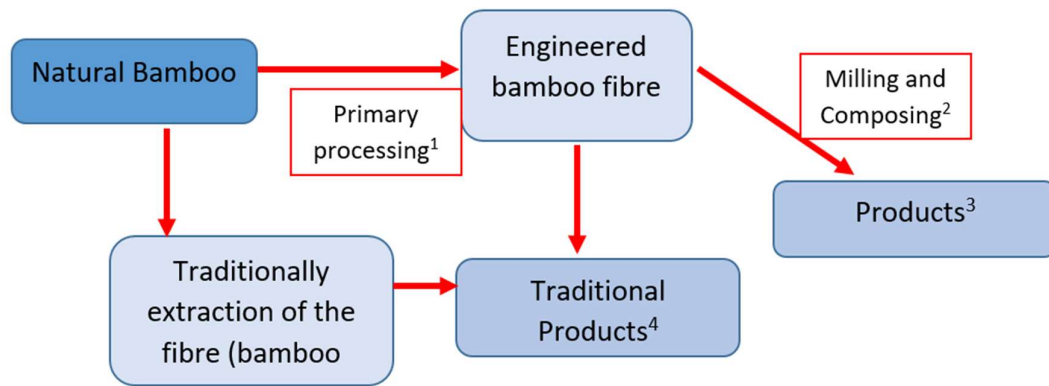 Natural Bamboo
Engineered
bamboo fibre
Milling and
Composing²
Primary
processing¹
Products³
Traditionally
extraction of the
fibre (bamboo
Traditional
Products⁴